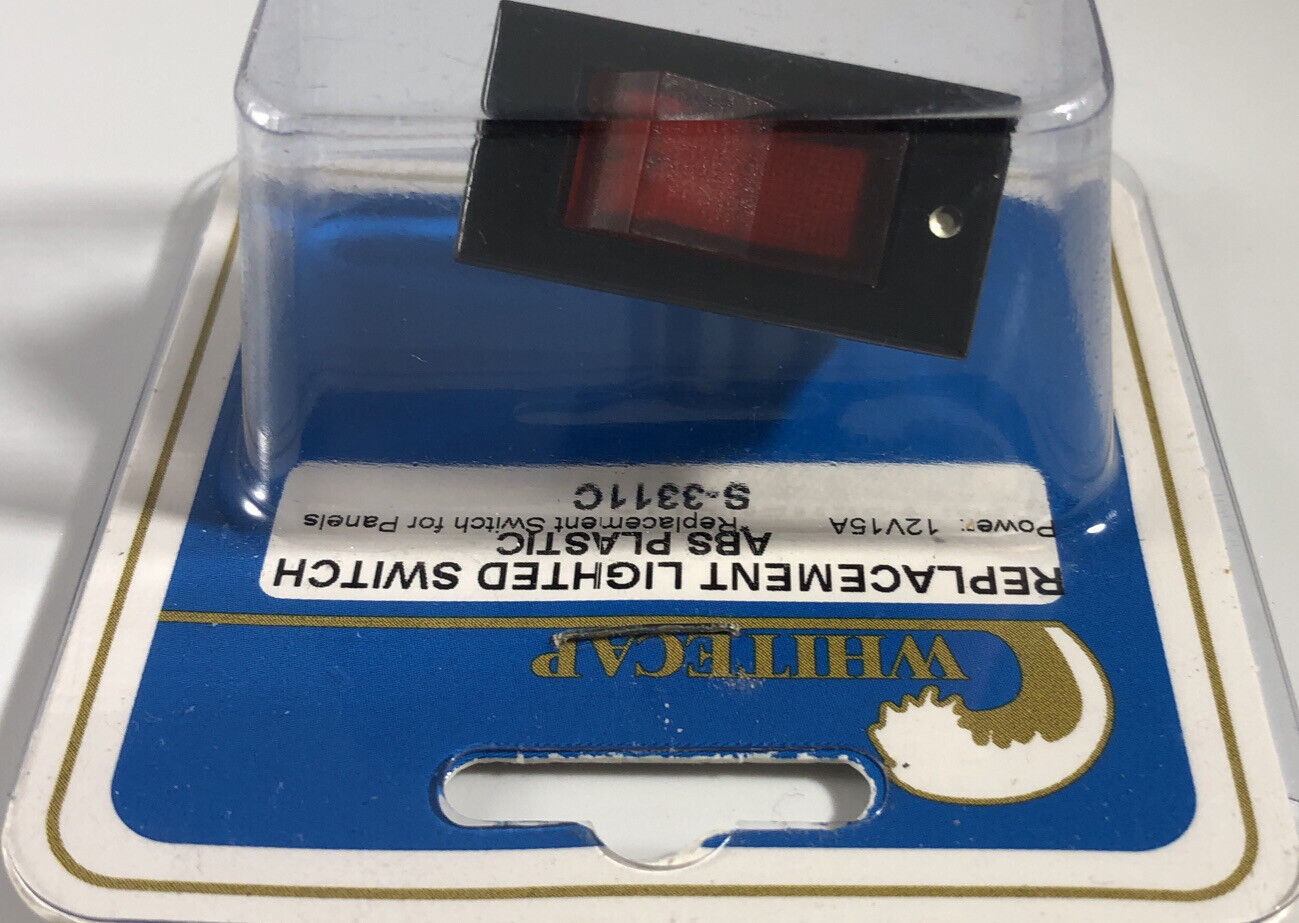 WHITECAP
REPLACEMENT LIGHTED SWITCH
ABS PLASTIC
Power: 12V15A Replacement Switch for Panels
S-3311C